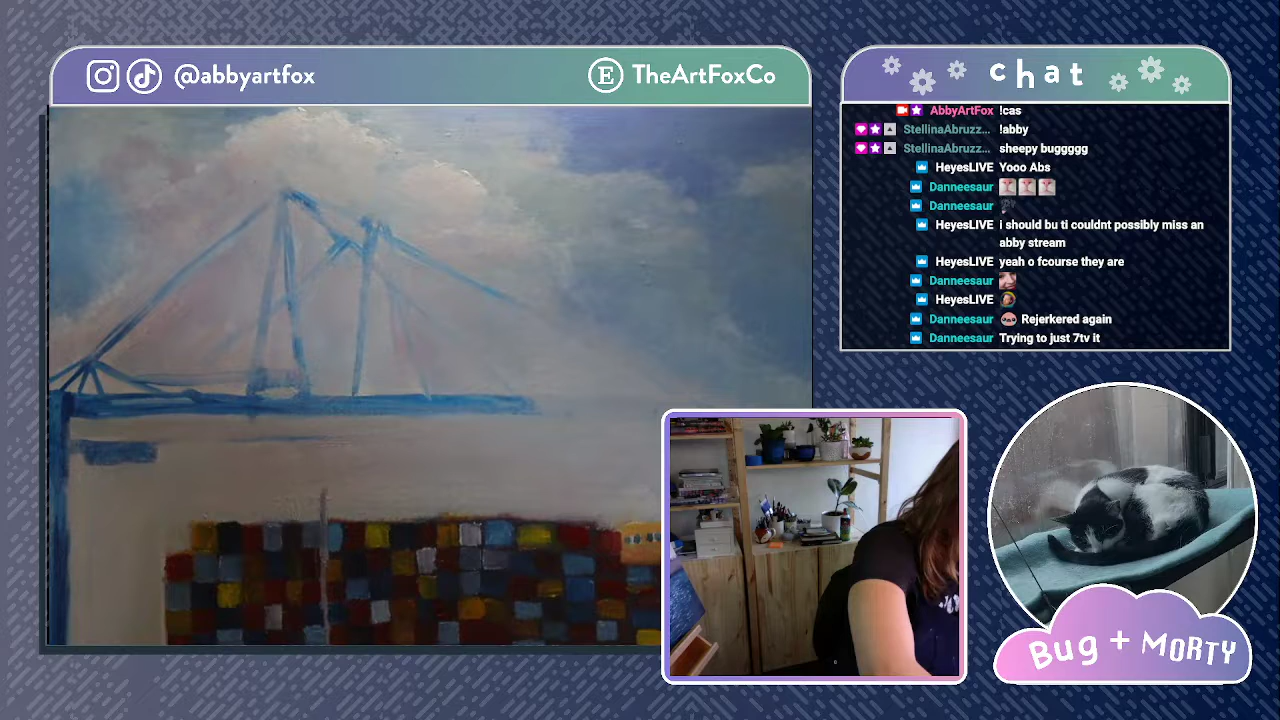 @abbyartfox
E TheArtFoxCo
chat
AbbyArtFox !cas
StellinaAbruzz... !abby
StellinaAbruzz... sheepy buggggg
HeyesLIVE Yooo Abs
Danneesaur
Danneesaur
HeyesLIVE i should bu ti couldnt possibly miss an
abby stream
HeyesLIVE yeah o fcourse they are
Danneesaur
HeyesLIVE
Danneesaur Rejerkered again
Danneesaur Trying to just 7tv it
Bug + MORTY